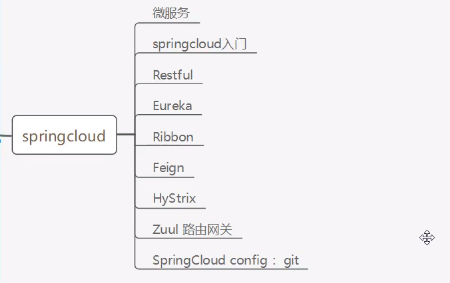 微服务
springcloud入门
Restful
Eureka
springcloud
Ribbon
Feign
HyStrix
Zuul 路由网关
SpringCloud config： git